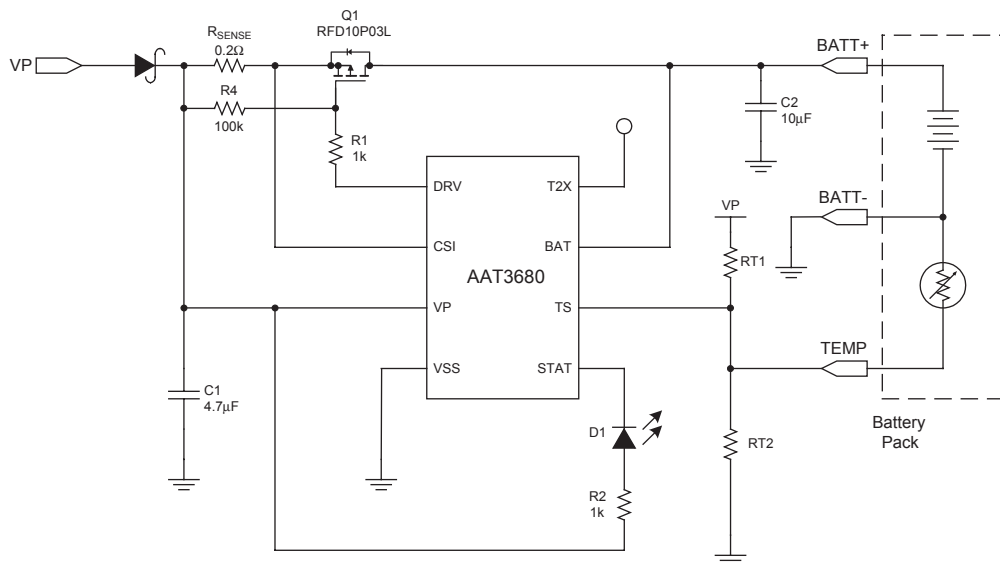 Q1
RFD10P03L
RSENSE
0.2Ω
VP
BATT+
R4
100k
C2
10µF
R1
1k
DRV
T2X
BATT-
VP
CSI
BAT
RT1
AAT3680
VP
TS
TEMP
VSS
STAT
C1
4.7µF
D1
Battery
Pack
RT2
R2
1k